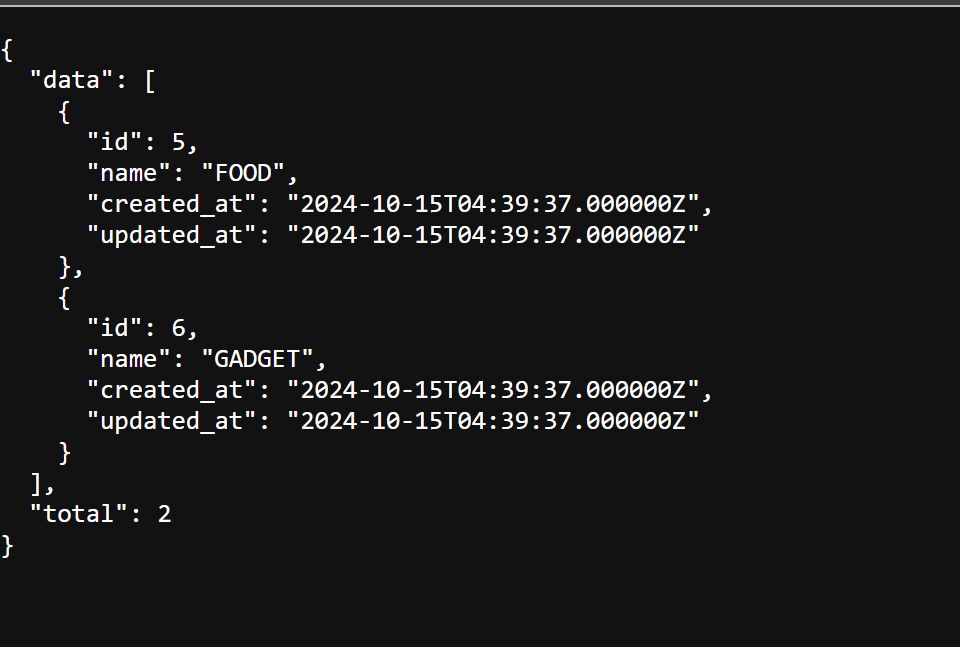 {
  "data": [
    {
      "id": 5,
      "name": "FOOD",
      "created_at": "2024-10-15T04:39:37.000000Z",
      "updated_at": "2024-10-15T04:39:37.000000Z"
    },
    {
      "id": 6,
      "name": "GADGET",
      "created_at": "2024-10-15T04:39:37.000000Z",
      "updated_at": "2024-10-15T04:39:37.000000Z"
    }
  ],
  "total": 2
}